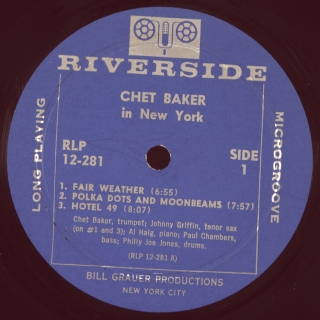 RIVERSIDE
CHET BAKER
in New York
LONG PLAYING
MICROGROOVE
RLP
12-281
SIDE
1
1. FAIR WEATHER (6:55)
2. POLKA DOTS AND MOONBEAMS (7:57)
3. HOTEL 49 (8:07)
Chet Baker, trumpet; Johnny Griffin, tenor sax
(on #1 and 3); Al Haig, piano; Paul Chambers,
bass; Philly Joe Jones, drums.
(RLP 12-281 A)
BILL GRAUER PRODUCTIONS
NEW YORK CITY